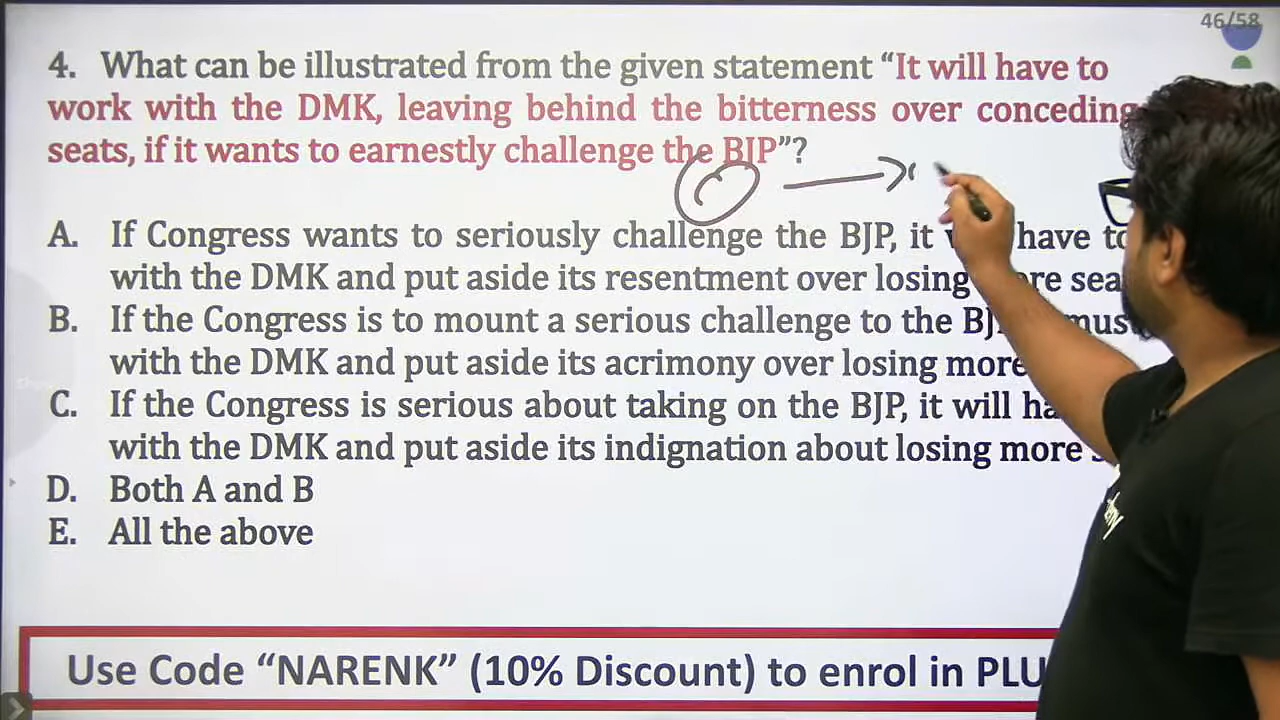 46/58
4. What can be illustrated from the given statement “It will have to
work with the DMK, leaving behind the bitterness over conceding
seats, if it wants to earnestly challenge the BJP”?
A. If Congress wants to seriously challenge the BJP, it have to
with the DMK and put aside its resentment over losing
B. If the Congress is to mount a serious challenge to the
with the DMK and put aside its acrimony over losing more
C. If the Congress is serious about taking on the BJP, it will
with the DMK and put aside its indignation about losing more
D. Both A and B
E. All the above
Use Code “NARENK” (10% Discount) to enrol in